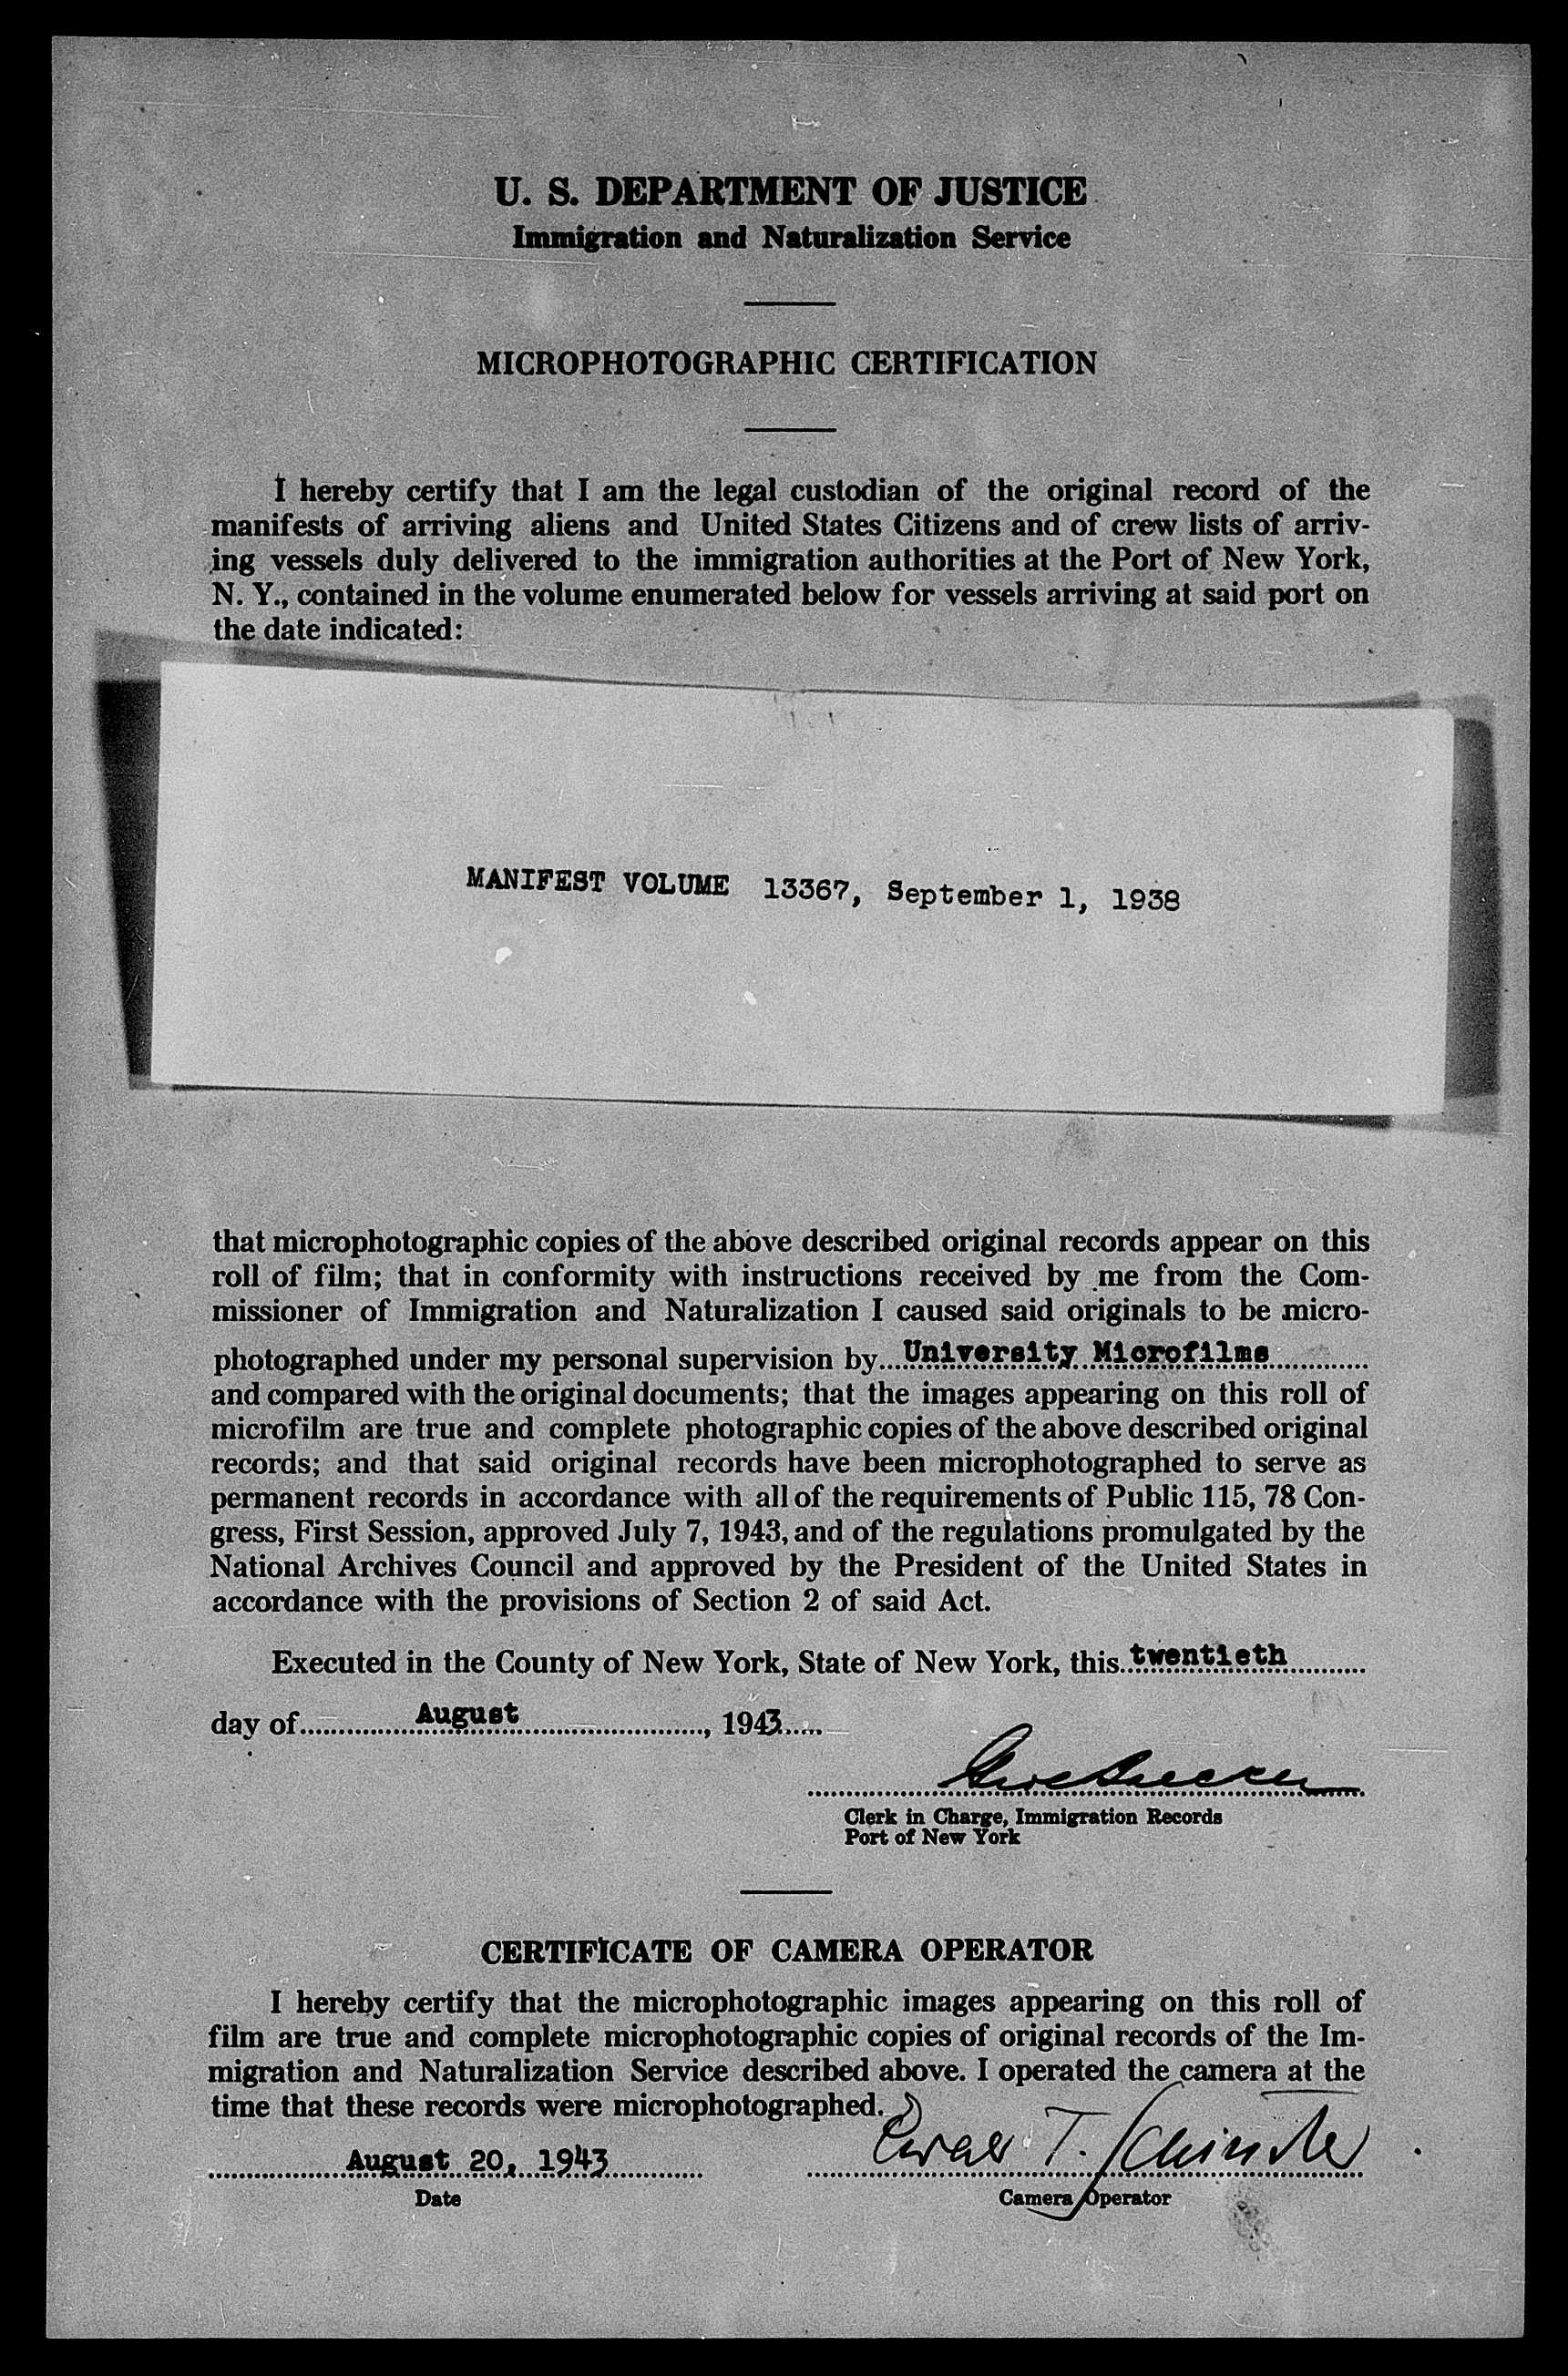 U. S. DEPARTMENT OF JUSTICE
Immigration and Naturalization Service
MICROPHOTOGRAPHIC CERTIFICATION
I hereby certify that I am the legal custodian of the original record of the
manifests of arriving aliens and United States Citizens and of crew lists of arriv-
ing vessels duly delivered to the immigration authorities at the Port of New York,
N. Y., contained in the volume enumerated below for vessels arriving at said port on
the date indicated:
MANIFEST VOLUME 13367, September 1, 1938
that microphotographic copies of the above described original records appear on this
roll of film; that in conformity with instructions received by me from the Com-
missioner of Immigration and Naturalization I caused said originals to be micro-
photographed under my personal supervision by....University Microfilms
and compared with the original documents; that the images appearing on this roll of
microfilm are true and complete photographic copies of the above described original
records; and that said original records have been microphotographed to serve as
permanent records in accordance with all of the requirements of Public 115, 78 Con-
gress, First Session, approved July 7, 1943, and of the regulations promulgated by the
National Archives Council and approved by the President of the United States in
accordance with the provisions of Section 2 of said Act.
Executed in the County of New York, State of New York, this twentieth
day of August, 1943
Clerk in Charge, Immigration Records
Port of New York
CERTIFICATE OF CAMERA OPERATOR
I hereby certify that the microphotographic images appearing on this roll of
film are true and complete microphotographic copies of original records of the Im-
migration and Naturalization Service described above. I operated the camera at the
time that these records were microphotographed.
T.
August 20, 1943
Date
Camera Operator